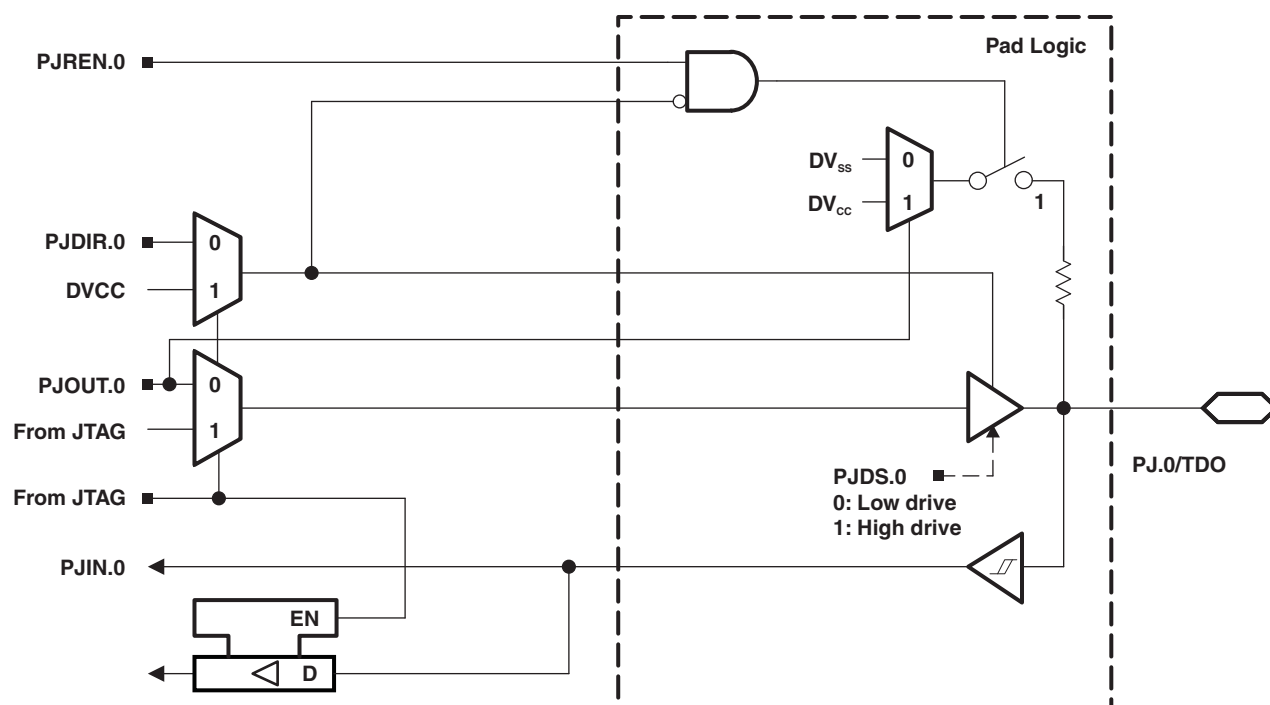 Pad Logic
PJREN.0
DVSS
0
DVCC
1
1
PJDIR.0
0
DVCC
1
PJOUT.0
0
From JTAG
1
PJ.0/TDO
PJDS.0
0: Low drive
1: High drive
From JTAG
PJIN.0
EN
D